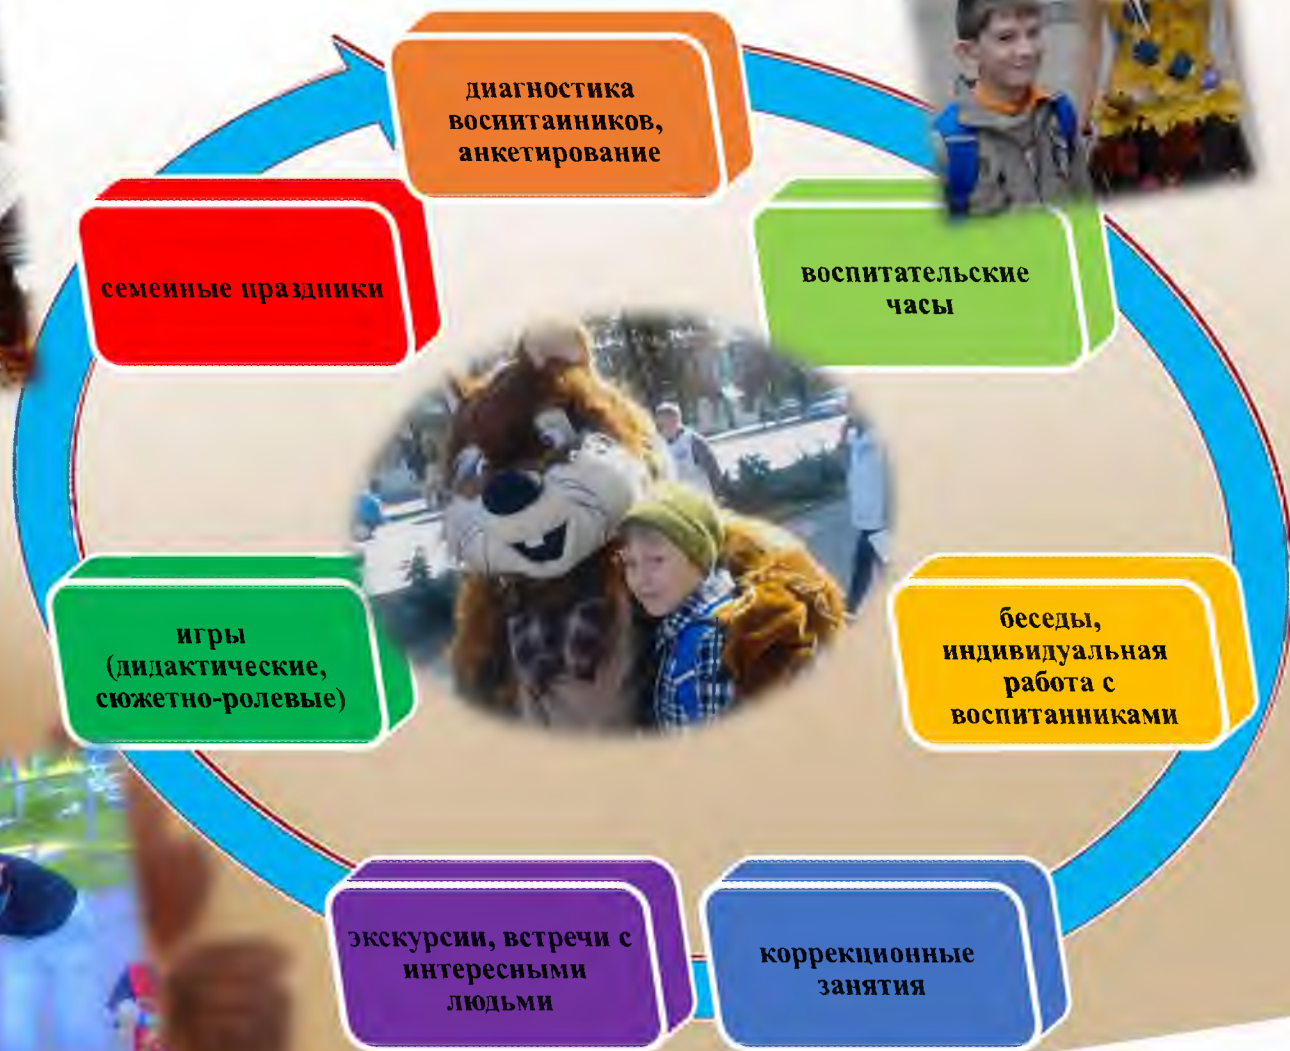 диагностика
воспитанников,
анкетирование
воспитательские
часы
беседы,
индивидуальная
работа с
воспитанниками
коррекционные
занятия
экскурсии, встречи с
интересными
людьми
игры
(дидактические,
сюжетно-ролевые)
семейные праздники